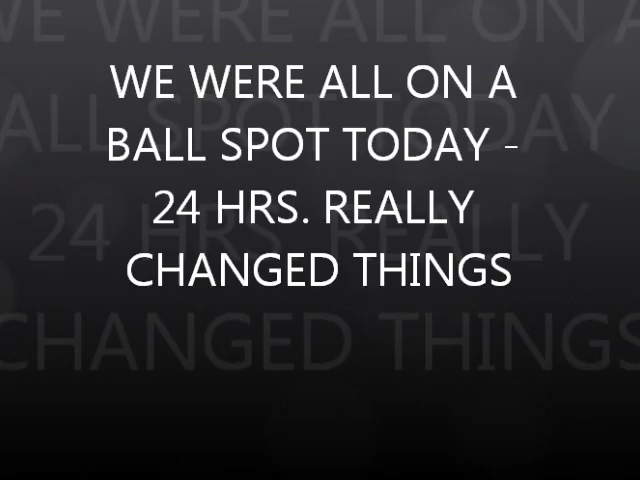 WE WERE ALL ON A
BALL SPOT TODAY -
24 HRS. REALLY
CHANGED THINGS